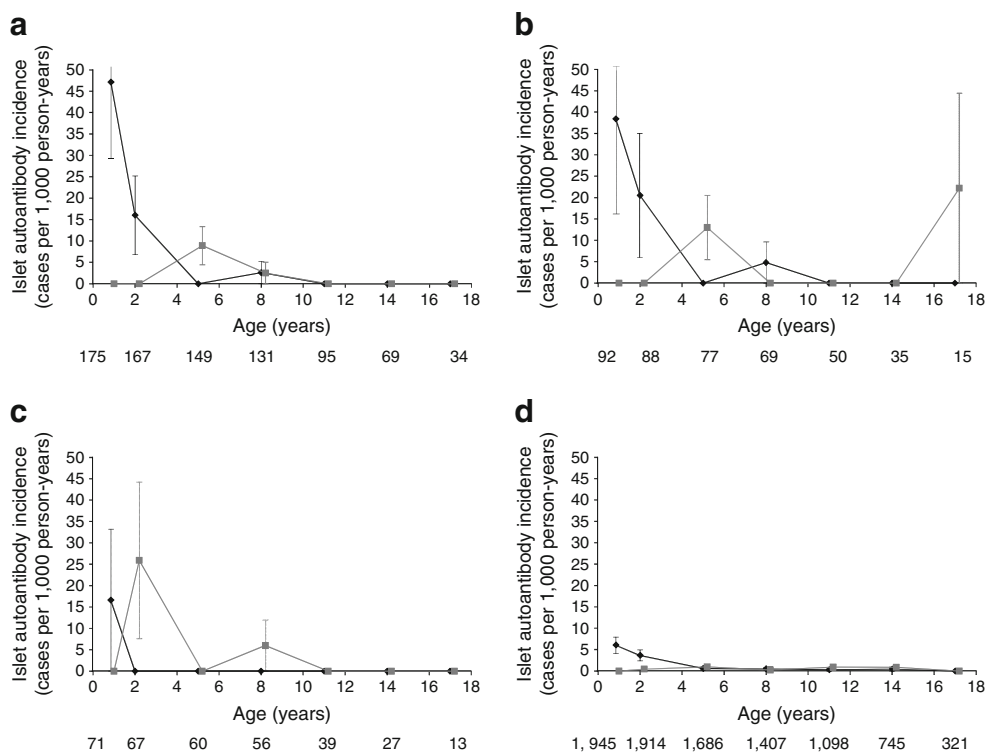 a
Islet autoantibody incidence
(cases per 1,000 person-years)
50
45
40
35
30
25
20
15
10
5
0
0 2 4 6 8 10 12 14 16 18
Age (years)
175 167 149 131 95 69 34
b
Islet autoantibody incidence
(cases per 1,000 person-years)
50
45
40
35
30
25
20
15
10
5
0
0 2 4 6 8 10 12 14 16 18
Age (years)
92 88 77 69 50 35 15
c
Islet autoantibody incidence
(cases per 1,000 person-years)
50
45
40
35
30
25
20
15
10
5
0
0 2 4 6 8 10 12 14 16 18
Age (years)
71 67 60 56 39 27 13
d
Islet autoantibody incidence
(cases per 1,000 person-years)
50
45
40
35
30
25
20
15
10
5
0
0 2 4 6 8 10 12 14 16 18
Age (years)
1, 945 1,914 1,686 1,407 1,098 745 321